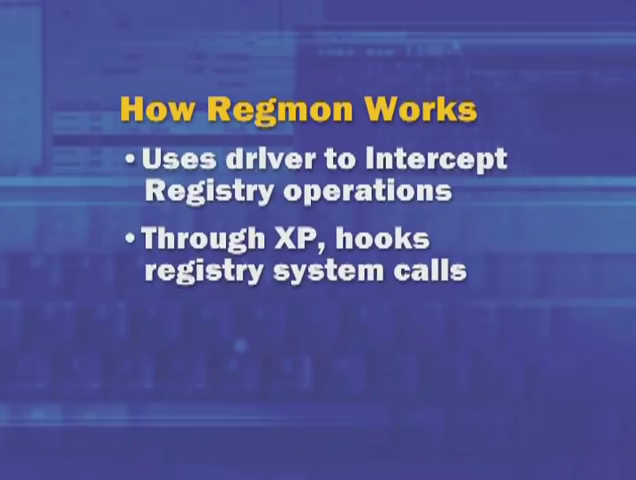 How Regmon Works
• Uses driver to intercept
Registry operations
• Through XP, hooks
registry system calls